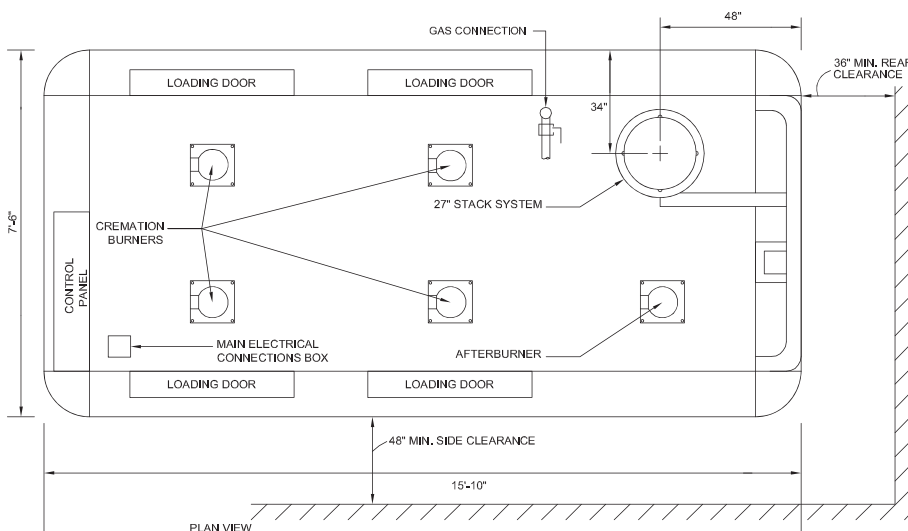 48"
GAS CONNECTION
36" MIN. REAR
CLEARANCE
LOADING DOOR
LOADING DOOR
34"
27" STACK SYSTEM
7'-6"
CREMATION
BURNERS
CONTROL
PANEL
MAIN ELECTRICAL
CONNECTIONS BOX
AFTERBURNER
LOADING DOOR
LOADING DOOR
48" MIN. SIDE CLEARANCE
15'-10"
PLAN VIEW